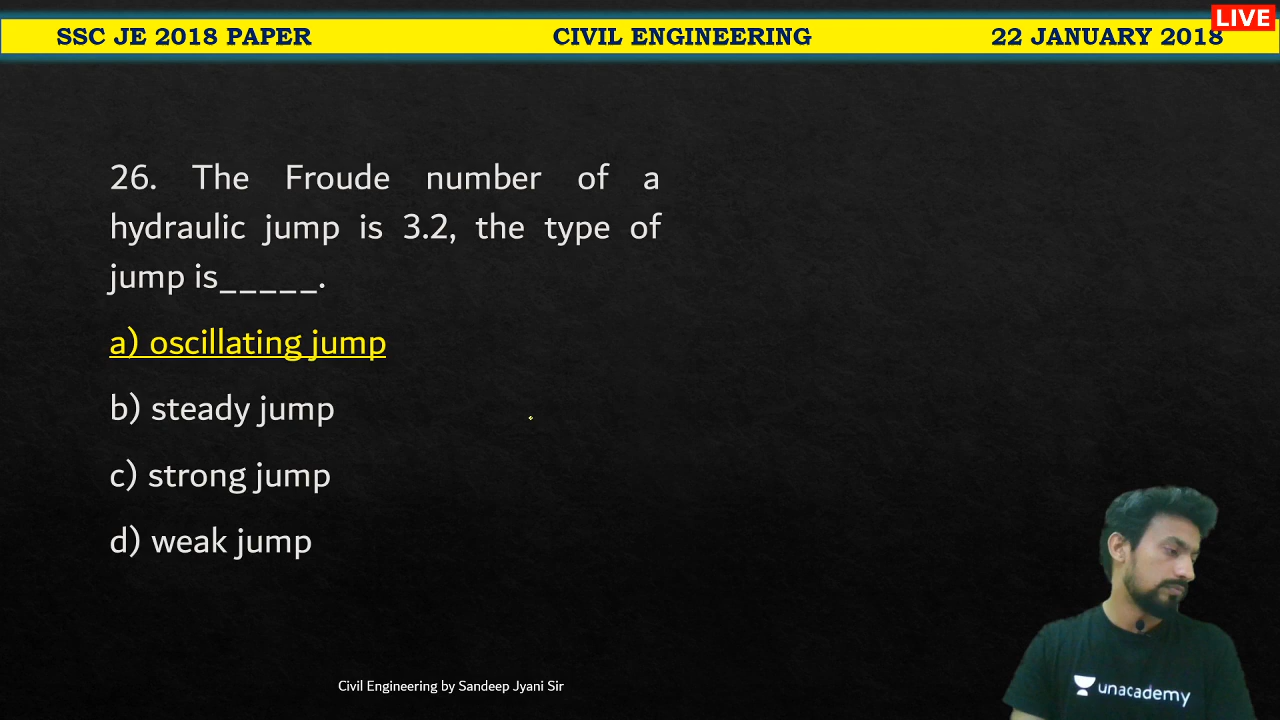 LIVE
SSC JE 2018 PAPER CIVIL ENGINEERING 22 JANUARY 2018
26. The Froude number of a
hydraulic jump is 3.2, the type of
jump is_____.
a) oscillating jump
b) steady jump
c) strong jump
d) weak jump
unacademy
Civil Engineering by Sandeep Jyani Sir